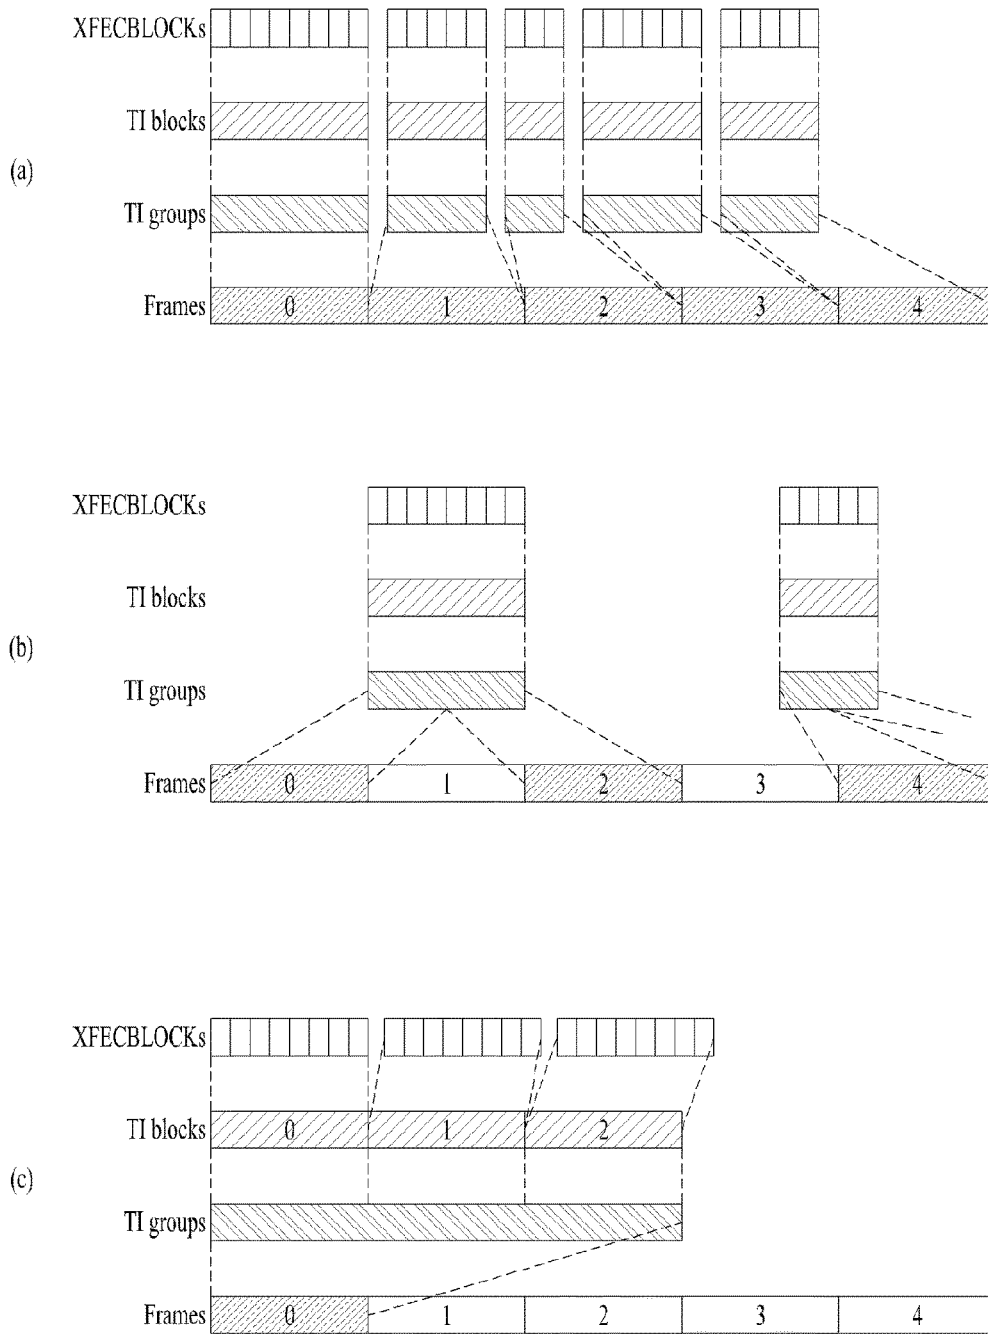 XFECBLOCKs
TI blocks
(a)
TI groups
Frames 0 1 2 3 4
XFECBLOCKs
TI blocks
(b)
TI groups
Frames 0 1 2 3 4
XFECBLOCKs
TI blocks 0 1 2
(c)
TI groups
Frames 0 1 2 3 4